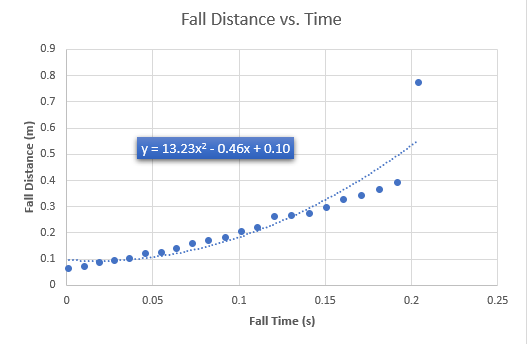 Fall Distance vs. Time
0.9
0.8
0.7
0.6
0.5
0.4
0.3
0.2
0.1
0
Fall Distance (m)
y = 13.23x² - 0.46x + 0.10
0 0.05 0.1 0.15 0.2 0.25
Fall Time (s)